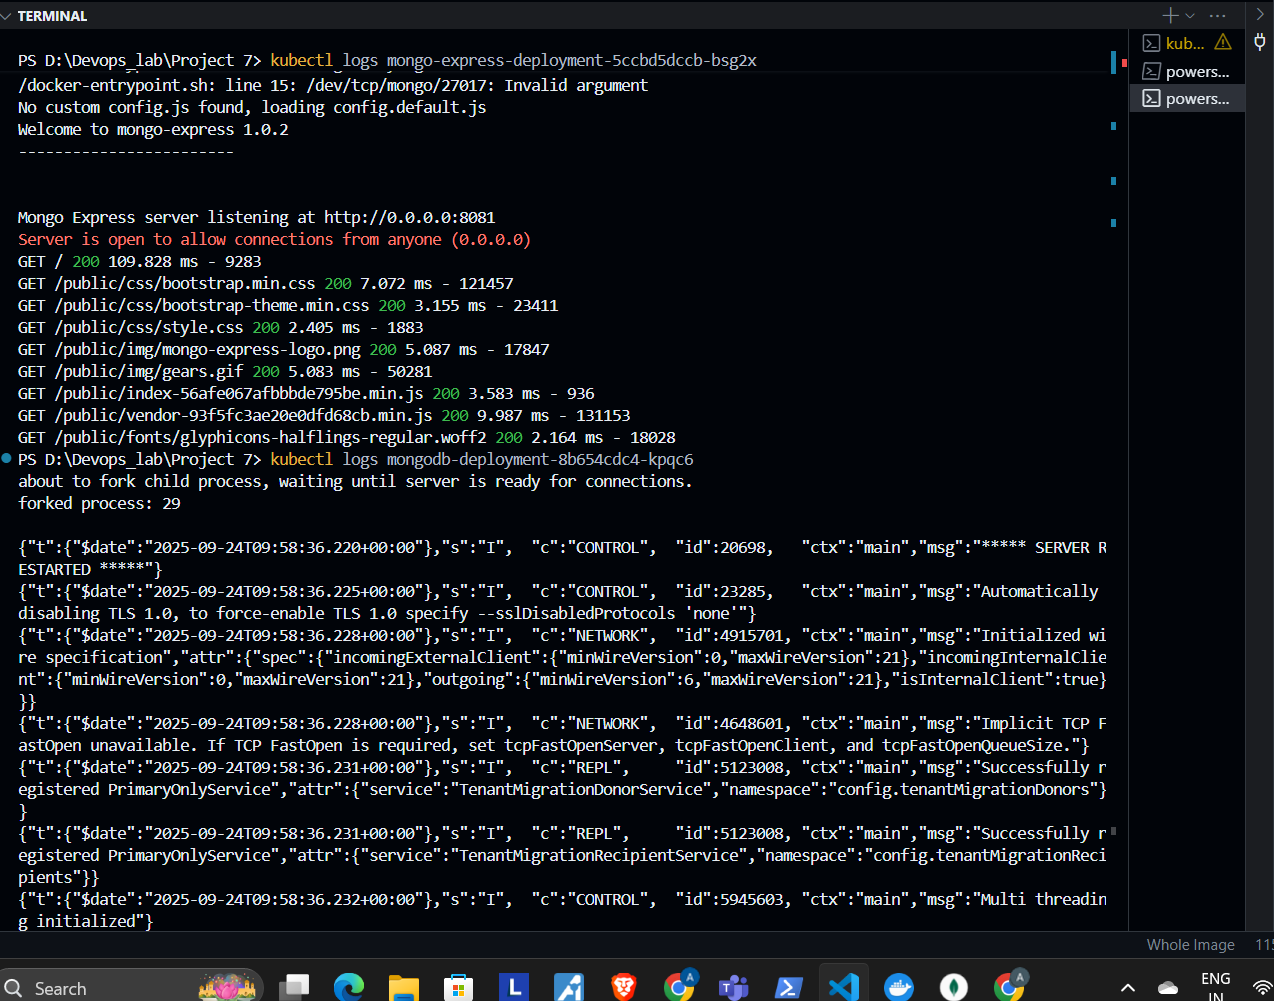 TERMINAL
PS D:\Devops_lab\Project 7> kubectl logs mongo-express-deployment-5ccbd5dccb-bsg2x
/docker-entrypoint.sh: line 15: /dev/tcp/mongo/27017: Invalid argument
No custom config.js found, loading config.default.js
Welcome to mongo-express 1.0.2
------------------------
Mongo Express server listening at http://0.0.0.0:8081
Server is open to allow connections from anyone (0.0.0.0)
GET / 200 109.828 ms - 9283
GET /public/css/bootstrap.min.css 200 7.072 ms - 121457
GET /public/css/bootstrap-theme.min.css 200 3.155 ms - 23411
GET /public/css/style.css 200 2.405 ms - 1883
GET /public/img/mongo-express-logo.png 200 5.087 ms - 17847
GET /public/img/gears.gif 200 5.083 ms - 50281
GET /public/index-56afe067afbbbde795be.min.js 200 3.583 ms - 936
GET /public/vendor-93f5fc3ae20e0dfd68cb.min.js 200 9.987 ms - 131153
GET /public/fonts/glyphicons-halflings-regular.woff2 200 2.164 ms - 18028
PS D:\Devops_lab\Project 7> kubectl logs mongodb-deployment-8b654cdc4-kpqc6
about to fork child process, waiting until server is ready for connections.
forked process: 29
{"t":{"$date":"2025-09-24T09:58:36.220+00:00"},"s":"I",  "c":"CONTROL",  "id":20698,   "ctx":"main","msg":"***** SERVER R
ESTARTED *****"}
{"t":{"$date":"2025-09-24T09:58:36.225+00:00"},"s":"I",  "c":"CONTROL",  "id":23285,   "ctx":"main","msg":"Automatically
disabling TLS 1.0, to force-enable TLS 1.0 specify --sslDisabledProtocols 'none'"}
{"t":{"$date":"2025-09-24T09:58:36.228+00:00"},"s":"I",  "c":"NETWORK",  "id":4915701, "ctx":"main","msg":"Initialized wi
re specification","attr":{"spec":{"incomingExternalClient":{"minWireVersion":0,"maxWireVersion":21},"incomingInternalClie
nt":{"minWireVersion":0,"maxWireVersion":21},"outgoing":{"minWireVersion":6,"maxWireVersion":21},"isInternalClient":true}
}}
{"t":{"$date":"2025-09-24T09:58:36.228+00:00"},"s":"I",  "c":"NETWORK",  "id":4648601, "ctx":"main","msg":"Implicit TCP F
astOpen unavailable. If TCP FastOpen is required, set tcpFastOpenServer, tcpFastOpenClient, and tcpFastOpenQueueSize."}
{"t":{"$date":"2025-09-24T09:58:36.231+00:00"},"s":"I",  "c":"REPL",     "id":5123008, "ctx":"main","msg":"Successfully r
egistered PrimaryOnlyService","attr":{"service":"TenantMigrationDonorService","namespace":"config.tenantMigrationDonors"}
}
{"t":{"$date":"2025-09-24T09:58:36.231+00:00"},"s":"I",  "c":"REPL",     "id":5123008, "ctx":"main","msg":"Successfully r
egistered PrimaryOnlyService","attr":{"service":"TenantMigrationRecipientService","namespace":"config.tenantMigrationReci
pients"}}
{"t":{"$date":"2025-09-24T09:58:36.232+00:00"},"s":"I",  "c":"CONTROL",  "id":5945603, "ctx":"main","msg":"Multi threadin
g initialized"}
kub...
powers...
powers...
Whole Image
Search
ENG
IN